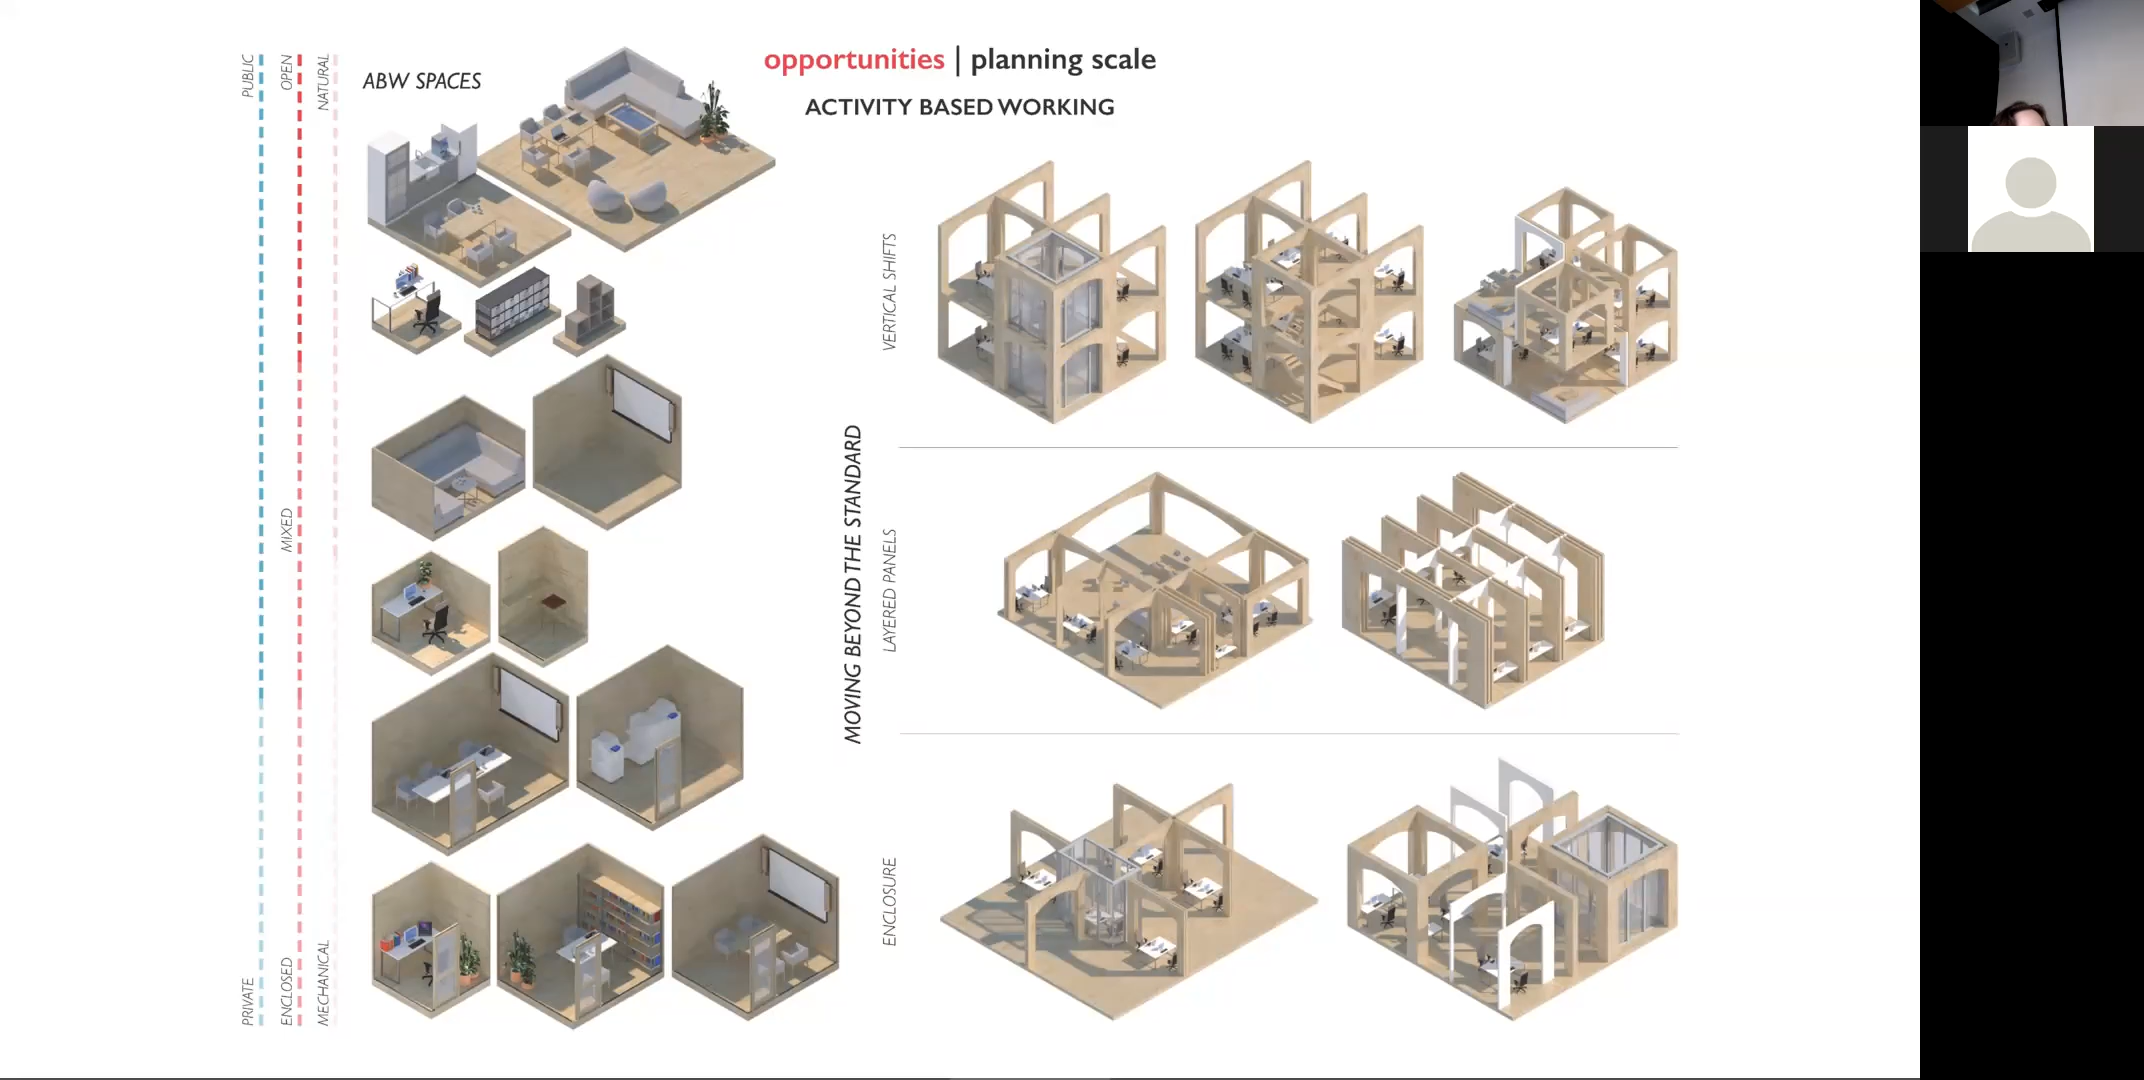 opportunities | planning scale
ACTIVITY BASED WORKING
PUBLIC
OPEN
NATURAL
ABW SPACES
MIXED
PRIVATE
ENCLOSED
MECHANICAL
MOVING BEYOND THE STANDARD
VERTICAL SHIFTS
LAYERED PANELS
ENCLOSURE